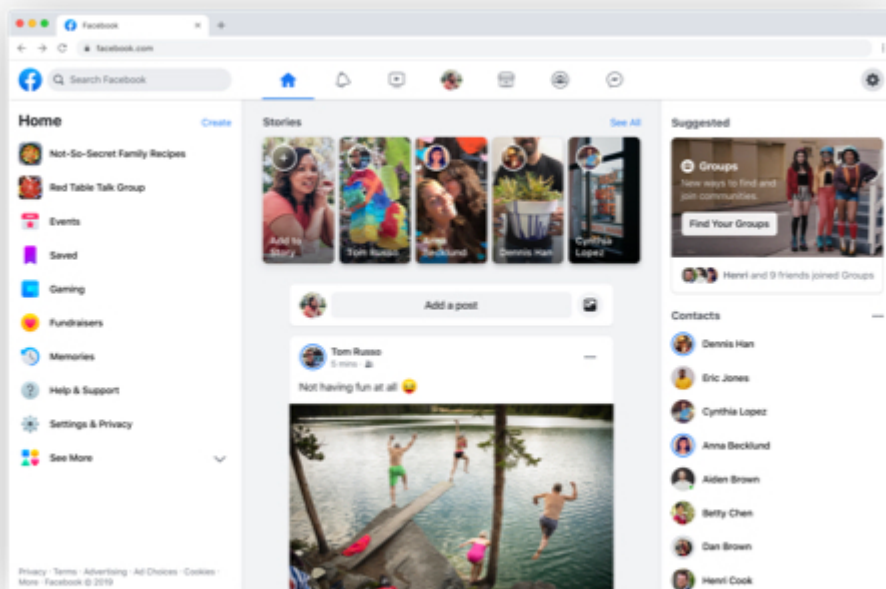 Facebook
facebook.com
Search Facebook
Home
Create
Not-So-Secret Family Recipes
Red Table Talk Group
Events
Saved
Gaming
Fundraisers
Memories
Help & Support
Settings & Privacy
See More
Privacy · Terms · Advertising · Ad Choices · Cookies ·
More · Facebook © 2019
Stories
See All
Add to
Story
Tom Russo
Anna
Becklund
Dennis Han
Cynthia
Lopez
Add a post
Tom Russo
5 mins ·
Not having fun at all 😆
Suggested
Groups
New ways to find and
join communities.
Find Your Groups
Henri and 9 friends joined Groups
Contacts
Dennis Han
Eric Jones
Cynthia Lopez
Anna Becklund
Aiden Brown
Betty Chen
Dan Brown
Henri Cook